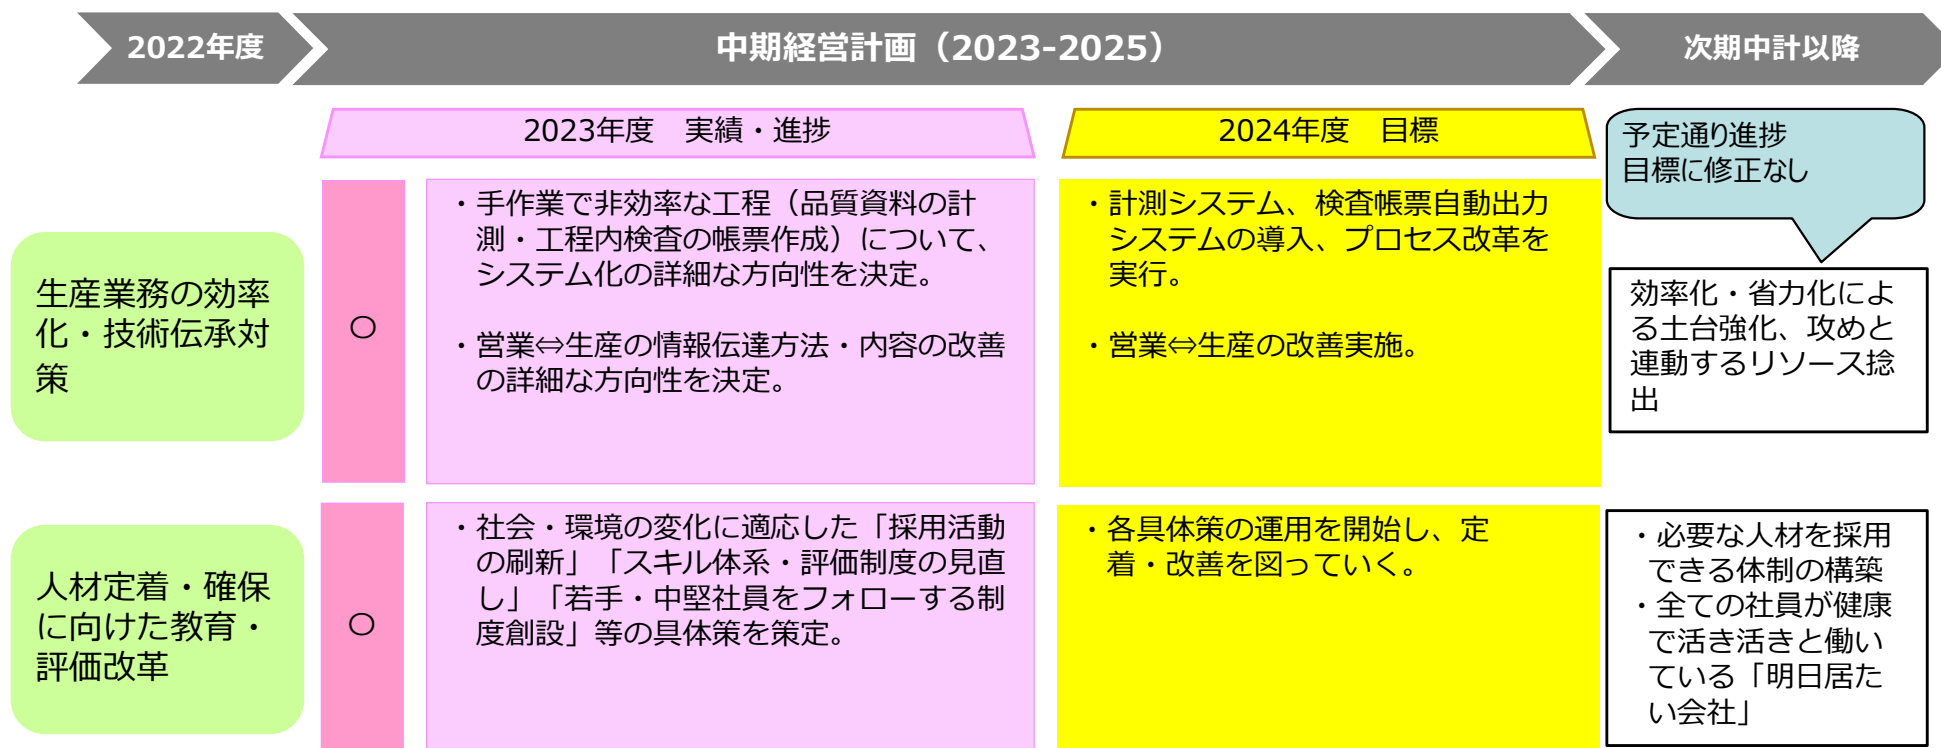 2022年度
中期経営計画（2023-2025）
次期中計以降
2023年度　実績・進捗
2024年度　目標
予定通り進捗
目標に修正なし
生産業務の効率
化・技術伝承対
策
〇
・手作業で非効率な工程（品質資料の計
測・工程内検査の帳票作成）について、
システム化の詳細な方向性を決定。
・営業⇔生産の情報伝達方法・内容の改善
の詳細な方向性を決定。
・計測システム、検査帳票自動出力
システムの導入、プロセス改革を
実行。
・営業⇔生産の改善実施。
効率化・省力化によ
る土台強化、攻めと
連動するリソース捻
出
人材定着・確保
に向けた教育・
評価改革
〇
・社会・環境の変化に適応した「採用活動
の刷新」「スキル体系・評価制度の見直
し」「若手・中堅社員をフォローする制
度創設」等の具体策を策定。
・各具体策の運用を開始し、定
着・改善を図っていく。
・必要な人材を採用
できる体制の構築
・全ての社員が健康
で活き活きと働い
ている「明日居た
い会社」